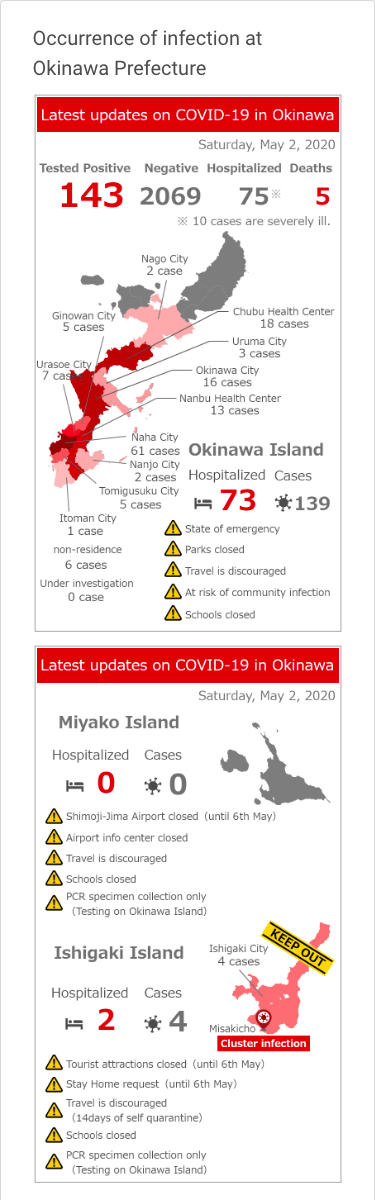 Occurrence of infection at
Okinawa Prefecture
Latest updates on COVID-19 in Okinawa
Saturday, May 2, 2020
Tested Positive Negative Hospitalized Deaths
143 2069 75※ 5
※ 10 cases are severely ill.
Nago City
2 case
Ginowan City
5 cases
Chubu Health Center
18 cases
Uruma City
3 cases
Urasoe City
7 cases
Okinawa City
16 cases
Nanbu Health Center
13 cases
Naha City
61 cases
Nanjo City
2 cases
Tomigusuku City
5 cases
Itoman City
1 case
non-residence
6 cases
Under investigation
0 case
Okinawa Island
Hospitalized Cases
73 139
State of emergency
Parks closed
Travel is discouraged
At risk of community infection
Schools closed
Latest updates on COVID-19 in Okinawa
Saturday, May 2, 2020
Miyako Island
Hospitalized Cases
0 0
Shimoji-Jima Airport closed (until 6th May)
Airport info center closed
Travel is discouraged
Schools closed
PCR specimen collection only
(Testing on Okinawa Island)
Ishigaki Island
Hospitalized Cases
2 4
Ishigaki City
4 cases
KEEP OUT
Misakicho
Cluster infection
Tourist attractions closed (until 6th May)
Stay Home request (until 6th May)
Travel is discouraged
(14days of self quarantine)
Schools closed
PCR specimen collection only
(Testing on Okinawa Island)